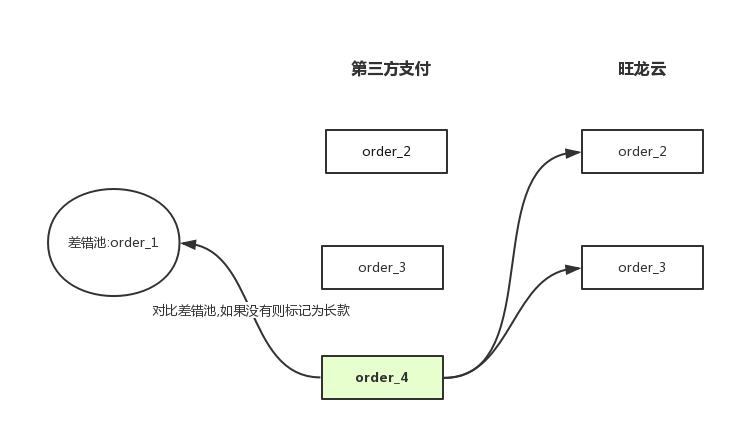 第三方支付
旺龙云
order_2
order_2
差错池:order_1
order_3
order_3
对比差错池,如果没有则标记为长款
order_4